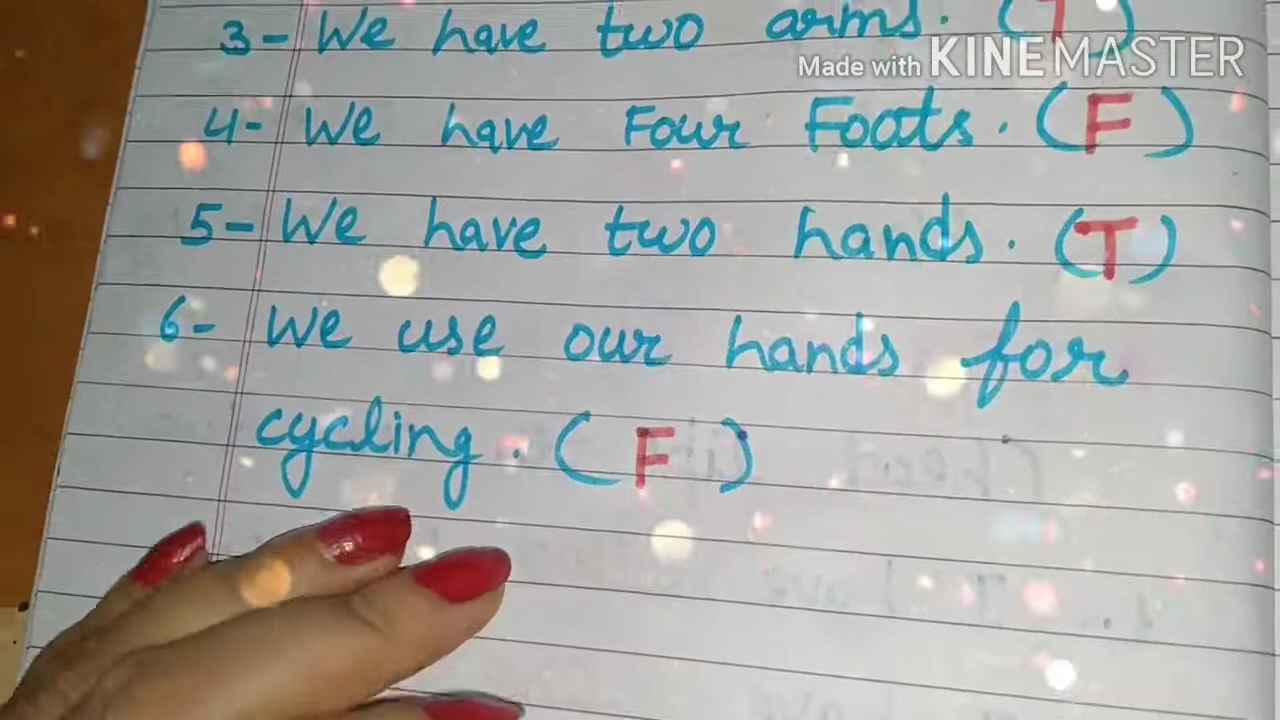 3- We have two arms. (T)
Made with KINEMASTER
4- We have Four Foots. (F)
5- We have two hands. (T)
6- We use our hands for
cycling. (F)